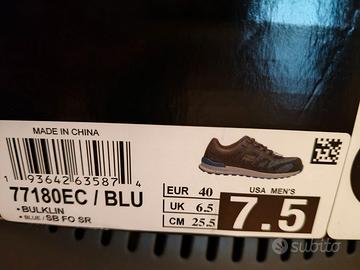 MADE IN CHINA
1 93642 63587 4
77180EC / BLU
• BULKLIN
• BLUE / SB FO SR
EUR 40
UK 6.5
CM 25.5
USA MEN'S
7.5
subito